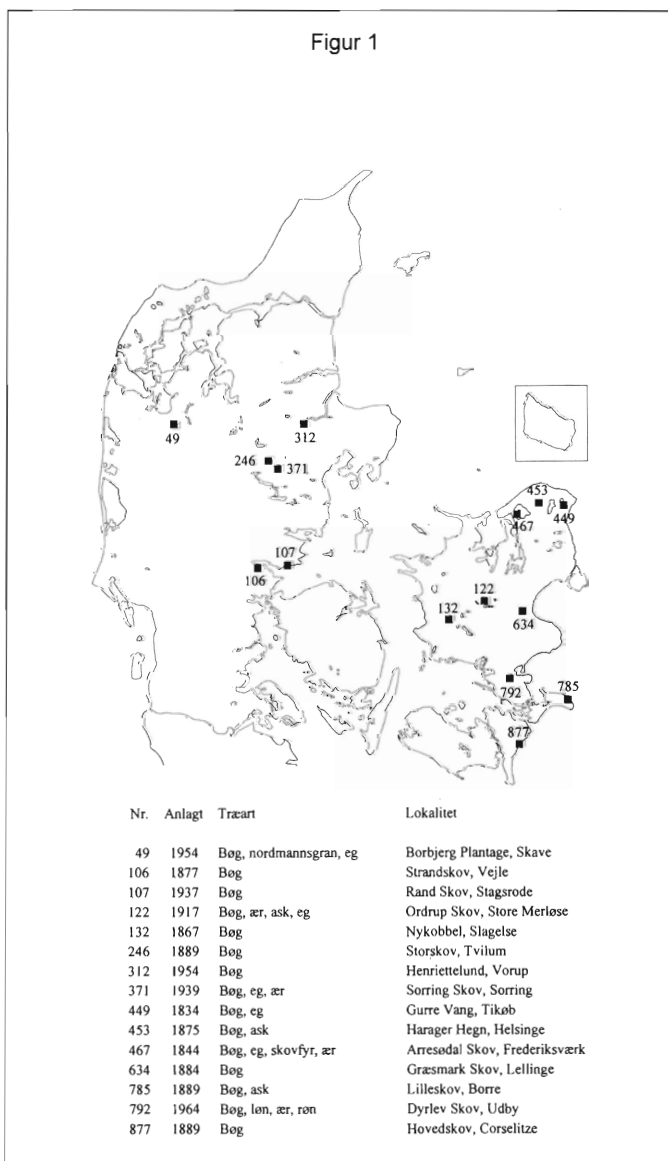 Figur 1
49
312
246
371
107
106
453
467
449
122
132
634
792
785
877
Nr. Anlagt Træart Lokalitet
49 1954 Bøg, nordmannsgran, eg Borbjerg Plantage, Skave
106 1877 Bøg Strandskov, Vejle
107 1937 Bøg Rand Skov, Stagsrode
122 1917 Bøg, ær, ask, eg Ordrup Skov, Store Merløse
132 1867 Bøg Nykobbel, Slagelse
246 1889 Bøg Storskov, Tvilum
312 1954 Bøg Henriettelund, Vorup
371 1939 Bøg, eg, ær Sorring Skov, Sorring
449 1834 Bøg, eg Gurre Vang, Tikøb
453 1875 Bøg, ask Harager Hegn, Helsinge
467 1844 Bøg, eg, skovfyr, ær Arresødal Skov, Frederiksværk
634 1884 Bøg Græsmark Skov, Lellinge
785 1889 Bøg, ask Lilleskov, Borre
792 1964 Bøg, løn, ær, røn Dyrlev Skov, Udby
877 1889 Bøg Hovedskov, Corselitze